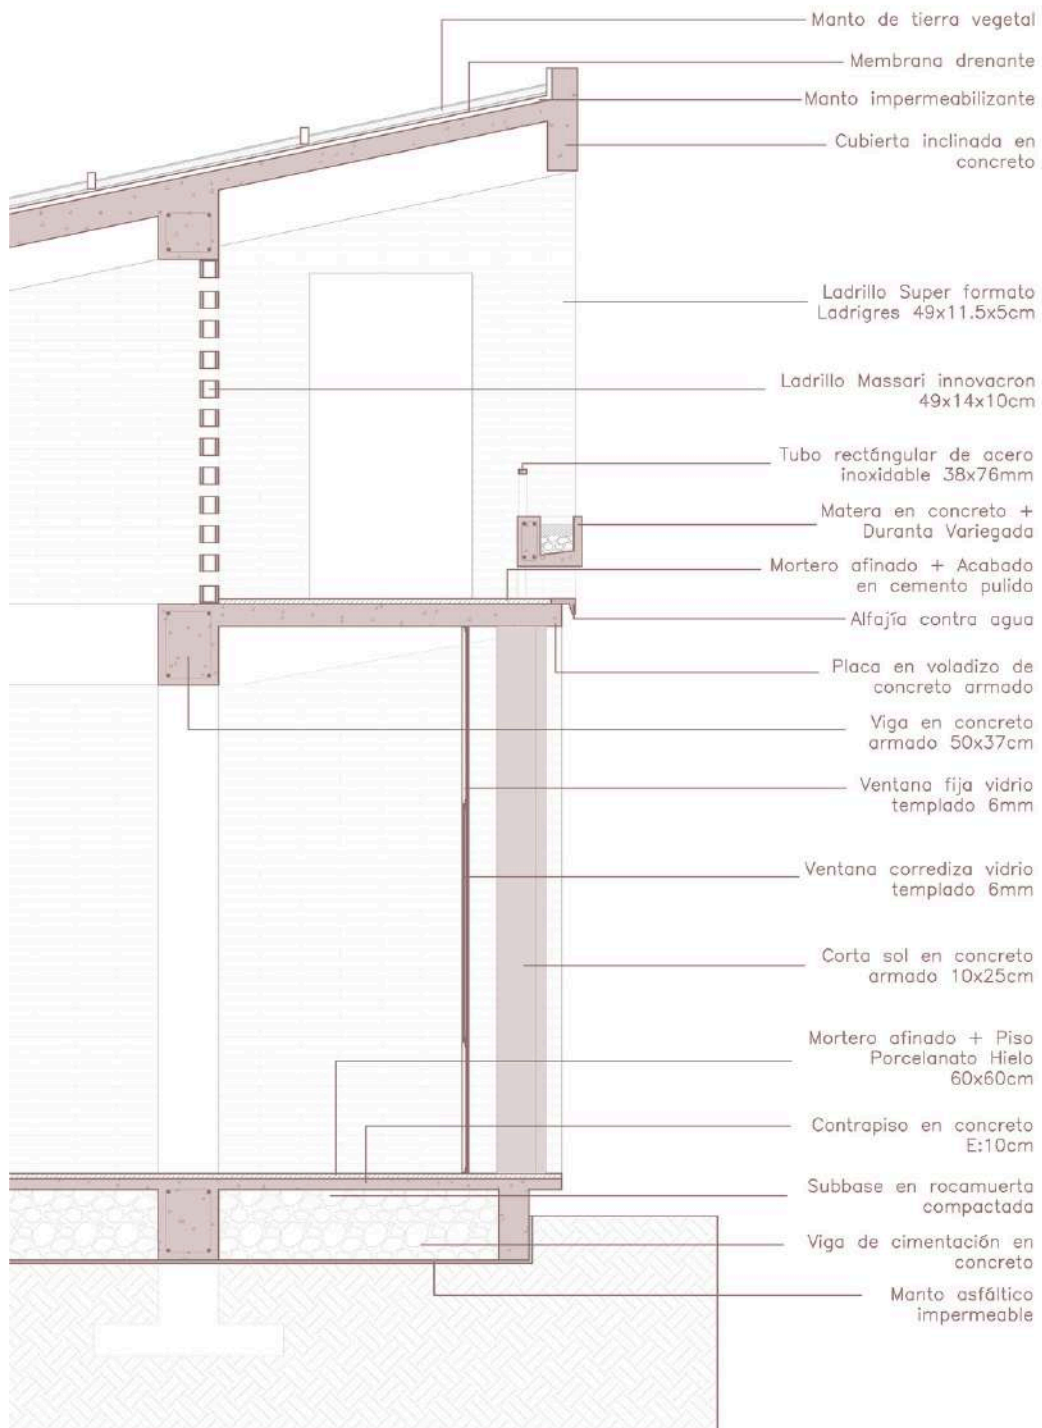 Manto de tierra vegetal
Membrana drenante
Manto impermeabilizante
Cubierta inclinada en
concreto
Ladrillo Super formato
Ladrigres 49x11.5x5cm
Ladrillo Massari innovacron
49x14x10cm
Tubo rectángular de acero
inoxidable 38x76mm
Matera en concreto +
Duranta Variegada
Mortero afinado + Acabado
en cemento pulido
Alfajía contra agua
Placa en voladizo de
concreto armado
Viga en concreto
armado 50x37cm
Ventana fija vidrio
templado 6mm
Ventana corrediza vidrio
templado 6mm
Corta sol en concreto
armado 10x25cm
Mortero afinado + Piso
Porcelanato Hielo
60x60cm
Contrapiso en concreto
E:10cm
Subbase en rocamuerta
compactada
Viga de cimentación en
concreto
Manto asfáltico
impermeable